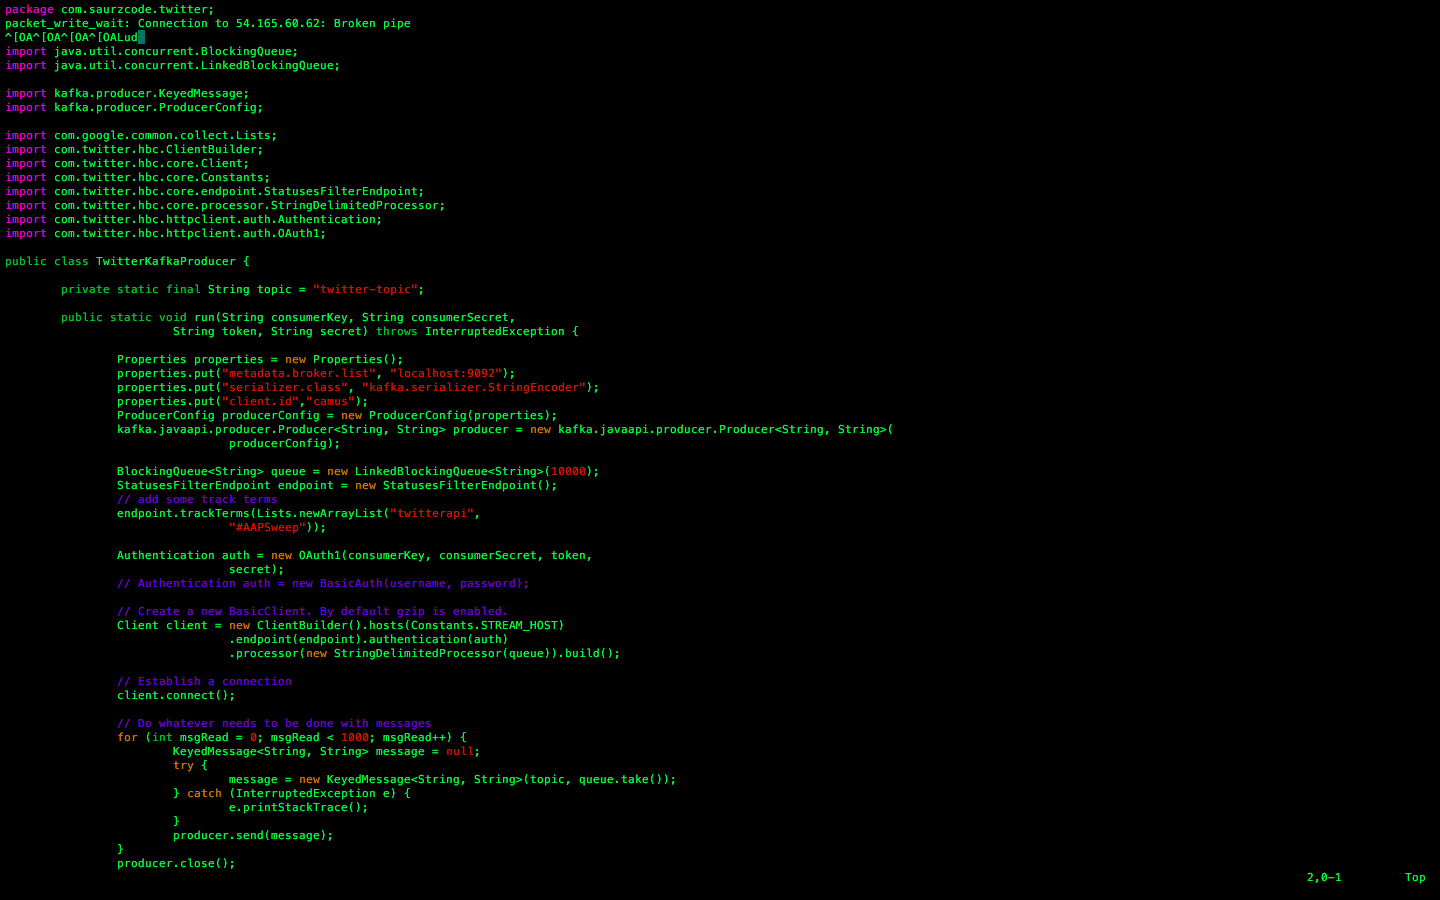 package com.saurzcode.twitter;
packet_write_wait: Connection to 54.165.60.62: Broken pipe
^[OA^[OA^[OA^[OALud
import java.util.concurrent.BlockingQueue;
import java.util.concurrent.LinkedBlockingQueue;
import kafka.producer.KeyedMessage;
import kafka.producer.ProducerConfig;
import com.google.common.collect.Lists;
import com.twitter.hbc.ClientBuilder;
import com.twitter.hbc.core.Client;
import com.twitter.hbc.core.Constants;
import com.twitter.hbc.core.endpoint.StatusesFilterEndpoint;
import com.twitter.hbc.core.processor.StringDelimitedProcessor;
import com.twitter.hbc.httpclient.auth.Authentication;
import com.twitter.hbc.httpclient.auth.OAuth1;
public class TwitterKafkaProducer {
private static final String topic = "twitter-topic";
public static void run(String consumerKey, String consumerSecret,
String token, String secret) throws InterruptedException {
Properties properties = new Properties();
properties.put("metadata.broker.list", "localhost:9092");
properties.put("serializer.class", "kafka.serializer.StringEncoder");
properties.put("client.id","camus");
ProducerConfig producerConfig = new ProducerConfig(properties);
kafka.javaapi.producer.Producer<String, String> producer = new kafka.javaapi.producer.Producer<String, String>(
producerConfig);
BlockingQueue<String> queue = new LinkedBlockingQueue<String>(10000);
StatusesFilterEndpoint endpoint = new StatusesFilterEndpoint();
// add some track terms
endpoint.trackTerms(Lists.newArrayList("twitterapi",
"#AAPSweep"));
Authentication auth = new OAuth1(consumerKey, consumerSecret, token,
secret);
// Authentication auth = new BasicAuth(username, password);
// Create a new BasicClient. By default gzip is enabled.
Client client = new ClientBuilder().hosts(Constants.STREAM_HOST)
.endpoint(endpoint).authentication(auth)
.processor(new StringDelimitedProcessor(queue)).build();
// Establish a connection
client.connect();
// Do whatever needs to be done with messages
for (int msgRead = 0; msgRead < 1000; msgRead++) {
KeyedMessage<String, String> message = null;
try {
message = new KeyedMessage<String, String>(topic, queue.take());
} catch (InterruptedException e) {
e.printStackTrace();
}
producer.send(message);
}
producer.close();
2,0-1 Top